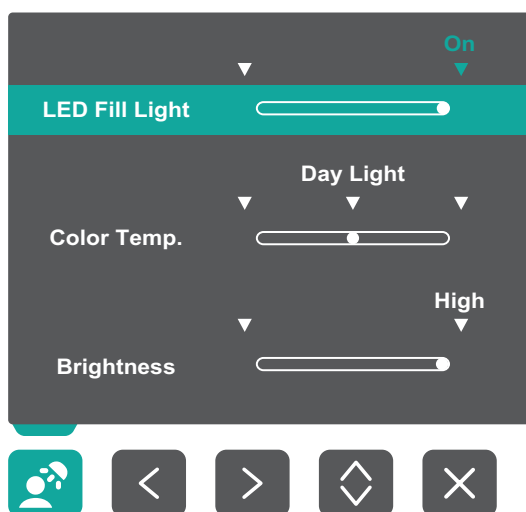 On
LED Fill Light
Day Light
Color Temp.
High
Brightness